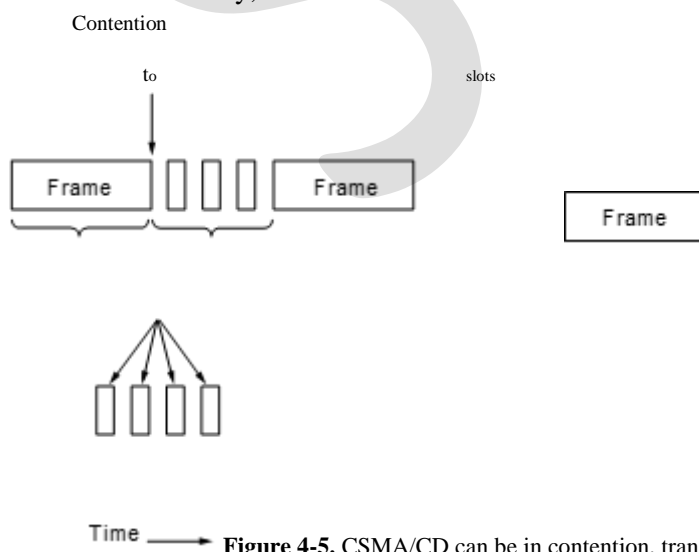 Contention
to
slots
Frame
Frame
Frame
Time
Figure 4-5. CSMA/CD can be in contention, tran